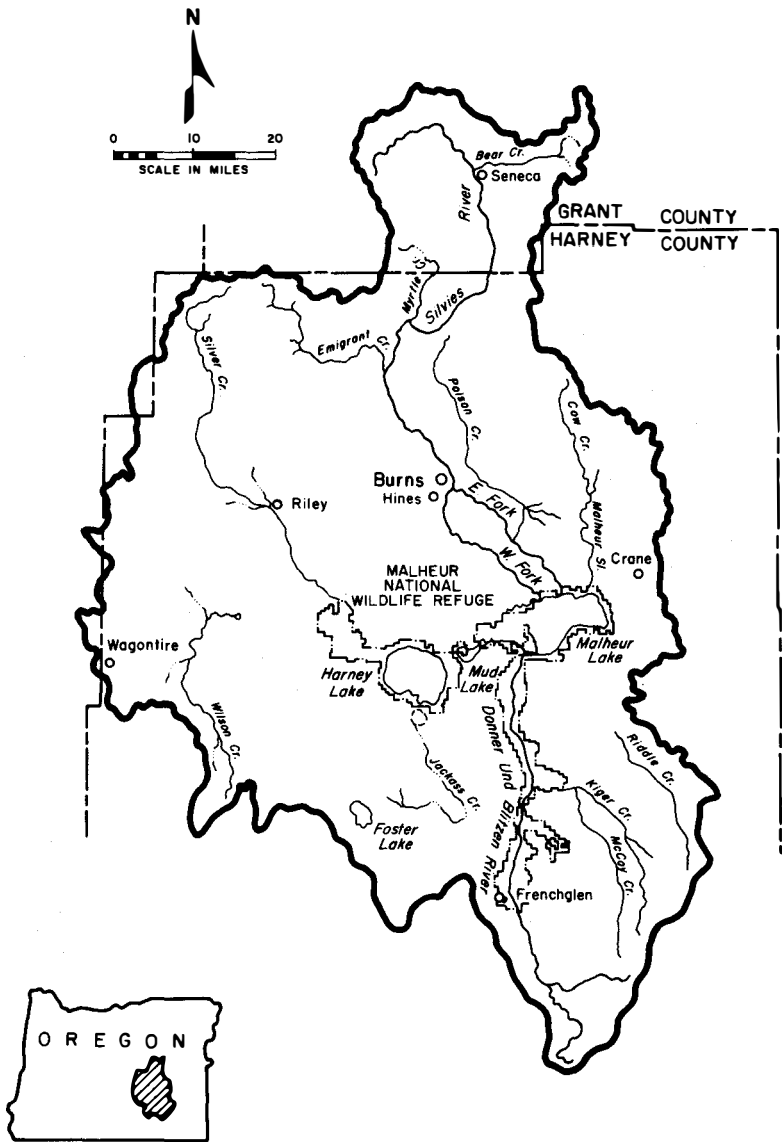 N
0 10 20
SCALE IN MILES
Bear Cr.
Seneca
River
GRANT COUNTY
HARNEY COUNTY
Myrtle Cr.
Silvies
Silver Cr.
Emigrant Cr.
Poison Cr.
Cow Cr.
Burns
Hines
E. Fork
Riley
Malheur Sl.
W. Fork
Crane
MALHEUR
NATIONAL
WILDLIFE REFUGE
Wagontire
Malheur
Lake
Harney
Lake
Mud
Lake
Wilson Cr.
Jackass Cr.
Donner Und Blitzen River
Riddle Cr.
Kiger Cr.
McCoy Cr.
Foster
Lake
Frenchglen
OREGON